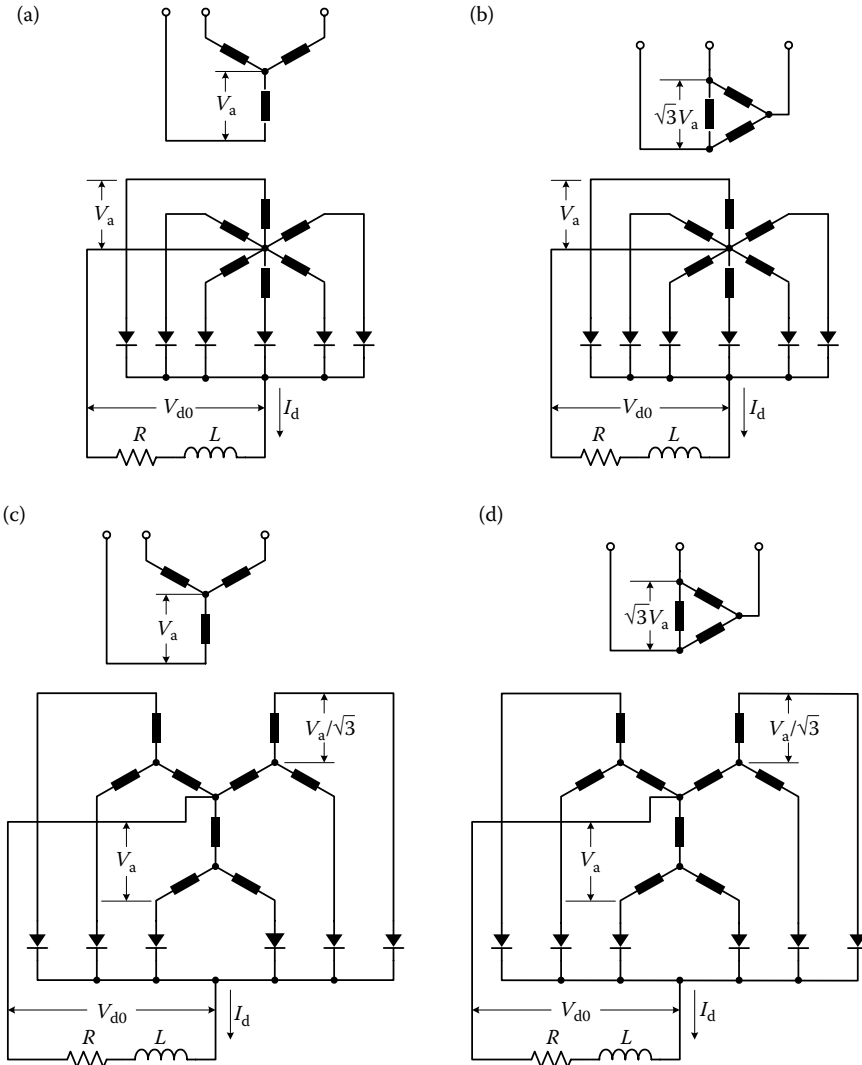 (a)
(b)
V_a
√3V_a
V_a
V_a
V_d0
I_d
V_d0
I_d
R
L
R
L
(c)
(d)
V_a
√3V_a
V_a/√3
V_a/√3
V_a
V_a
V_d0
I_d
V_d0
I_d
R
L
R
L